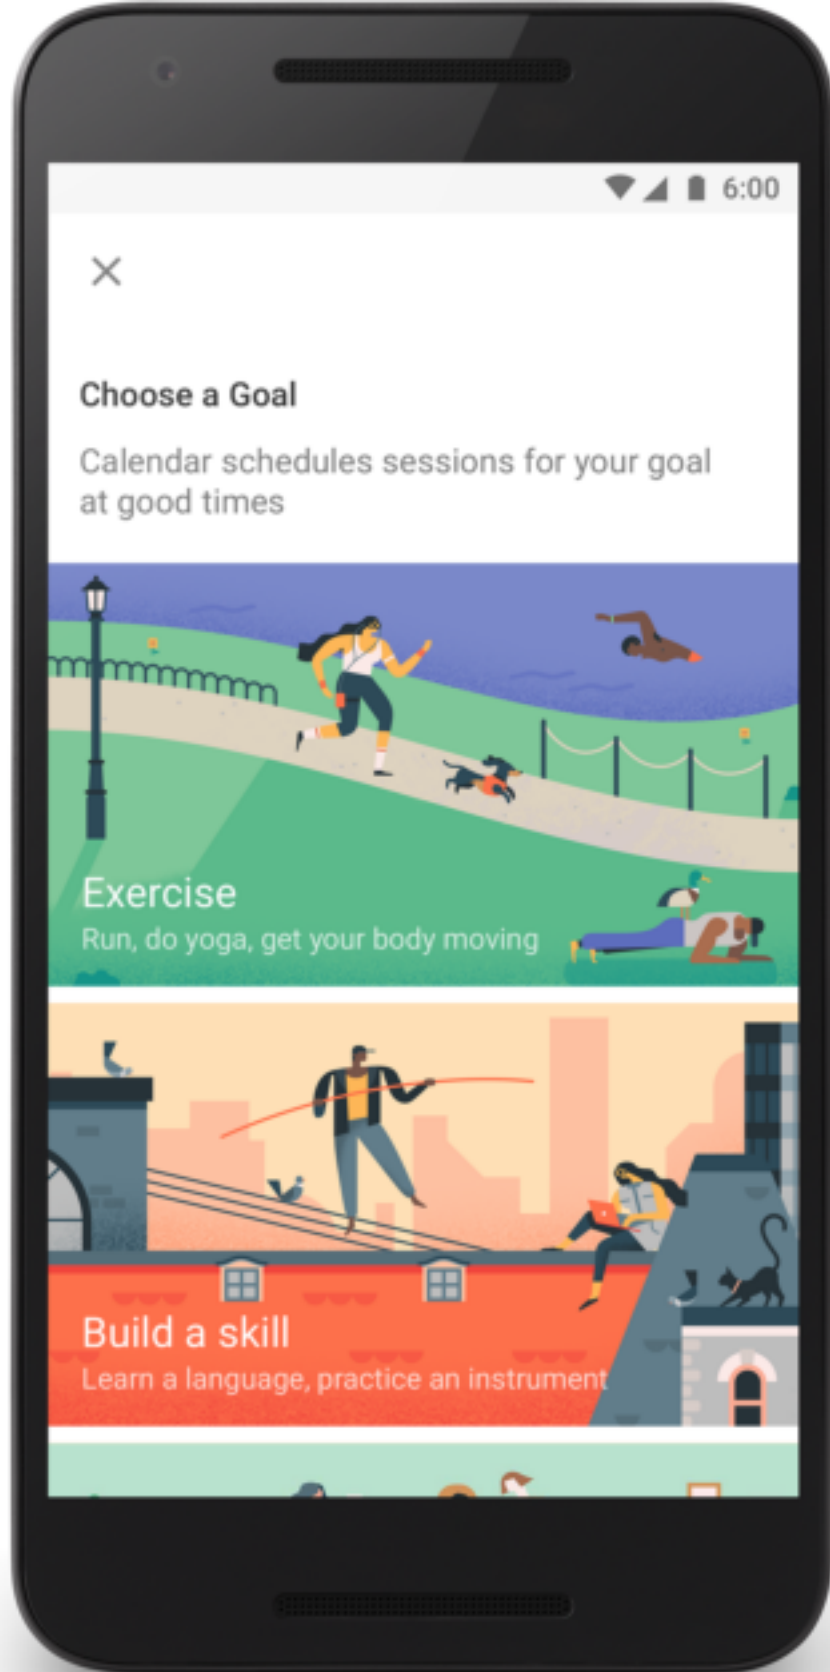 6:00
Choose a Goal
Calendar schedules sessions for your goal
at good times
Exercise
Run, do yoga, get your body moving
Build a skill
Learn a language, practice an instrument